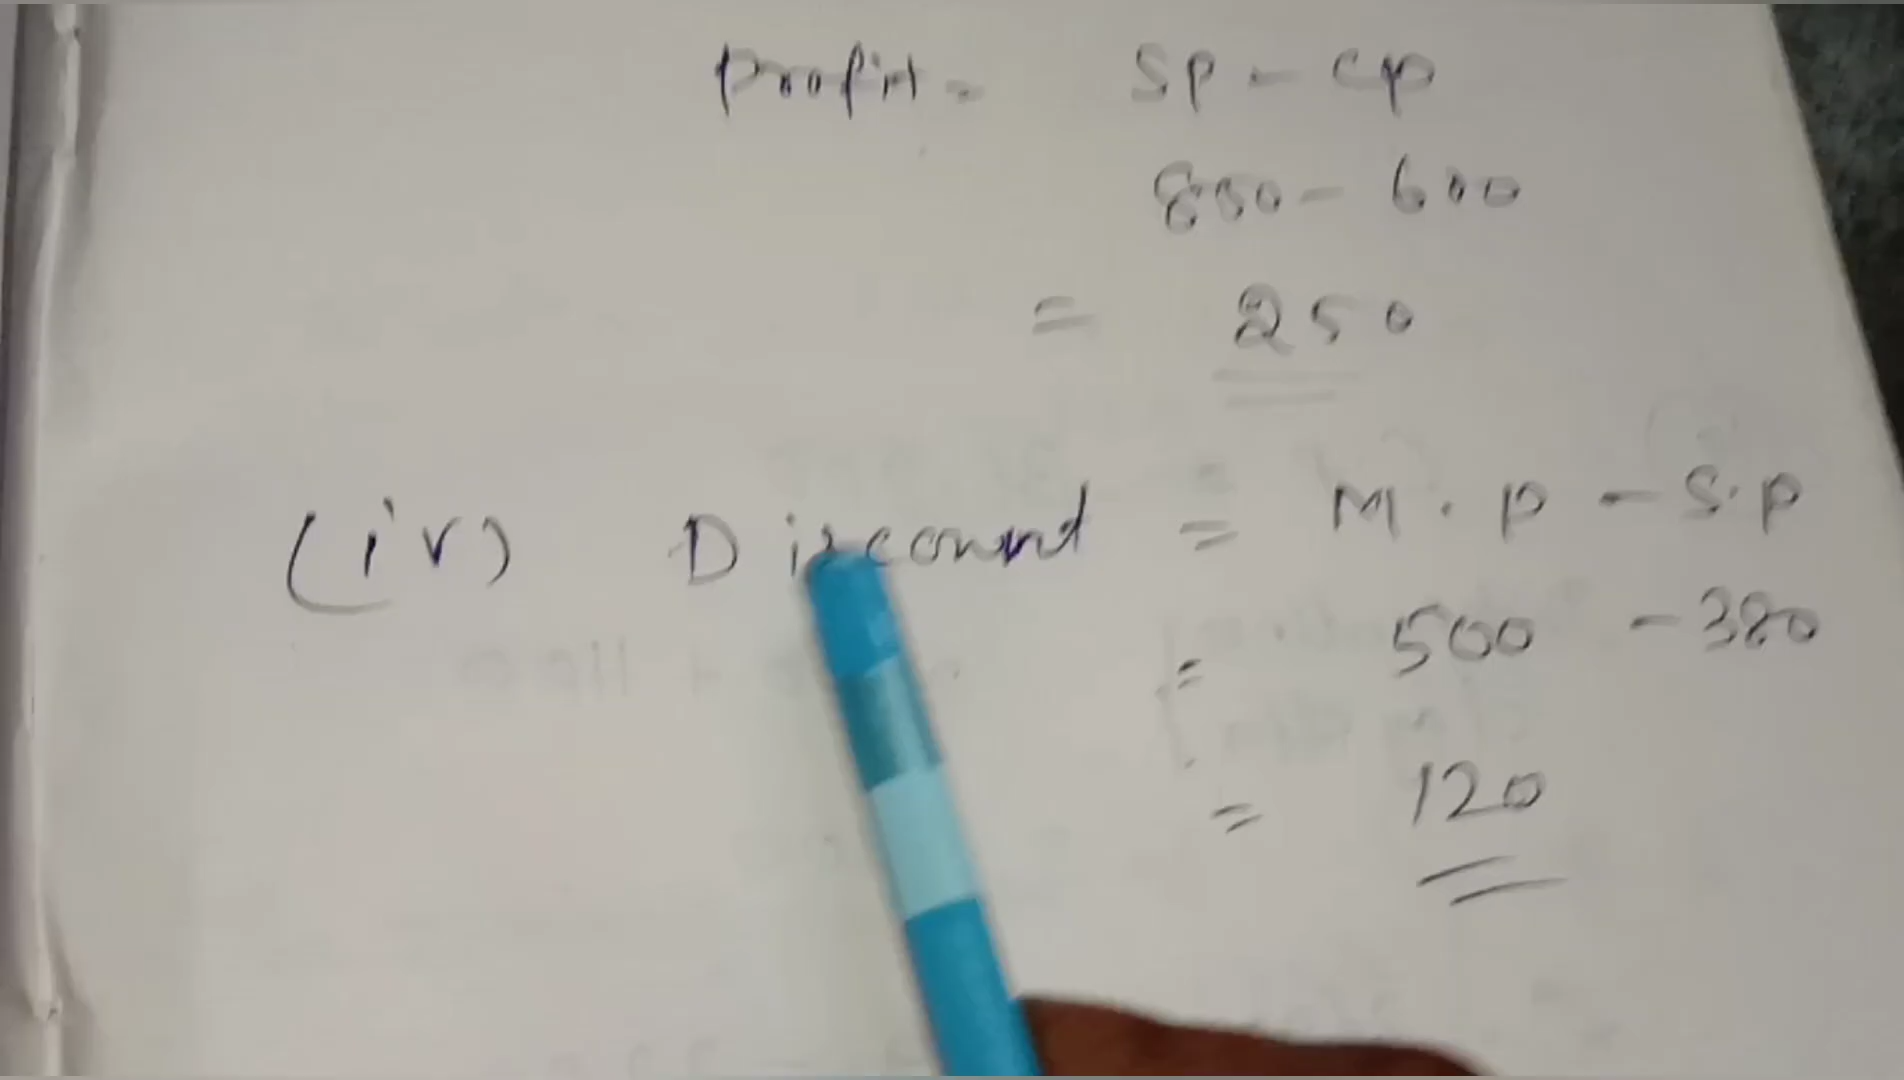 Profit = SP - CP
850 - 600
= 250
(iv) Discount = M.P - S.P
= 500 - 380
= 120